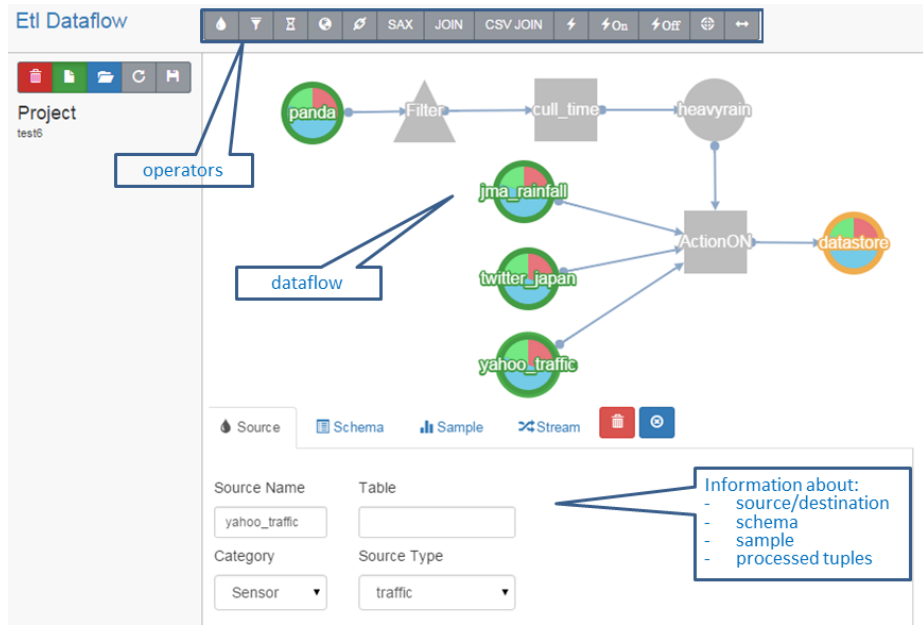 Etl Dataflow
SAX JOIN CSV JOIN On Off
Project
test6
operators
panda
Filter
cull_time
heavyrain
jma_rainfall
ActionON
datastore
dataflow
twitter_japan
yahoo_traffic
Source Schema Sample Stream
Source Name Table
yahoo_traffic
Category Source Type
Sensor traffic
Information about:
- source/destination
- schema
- sample
- processed tuples